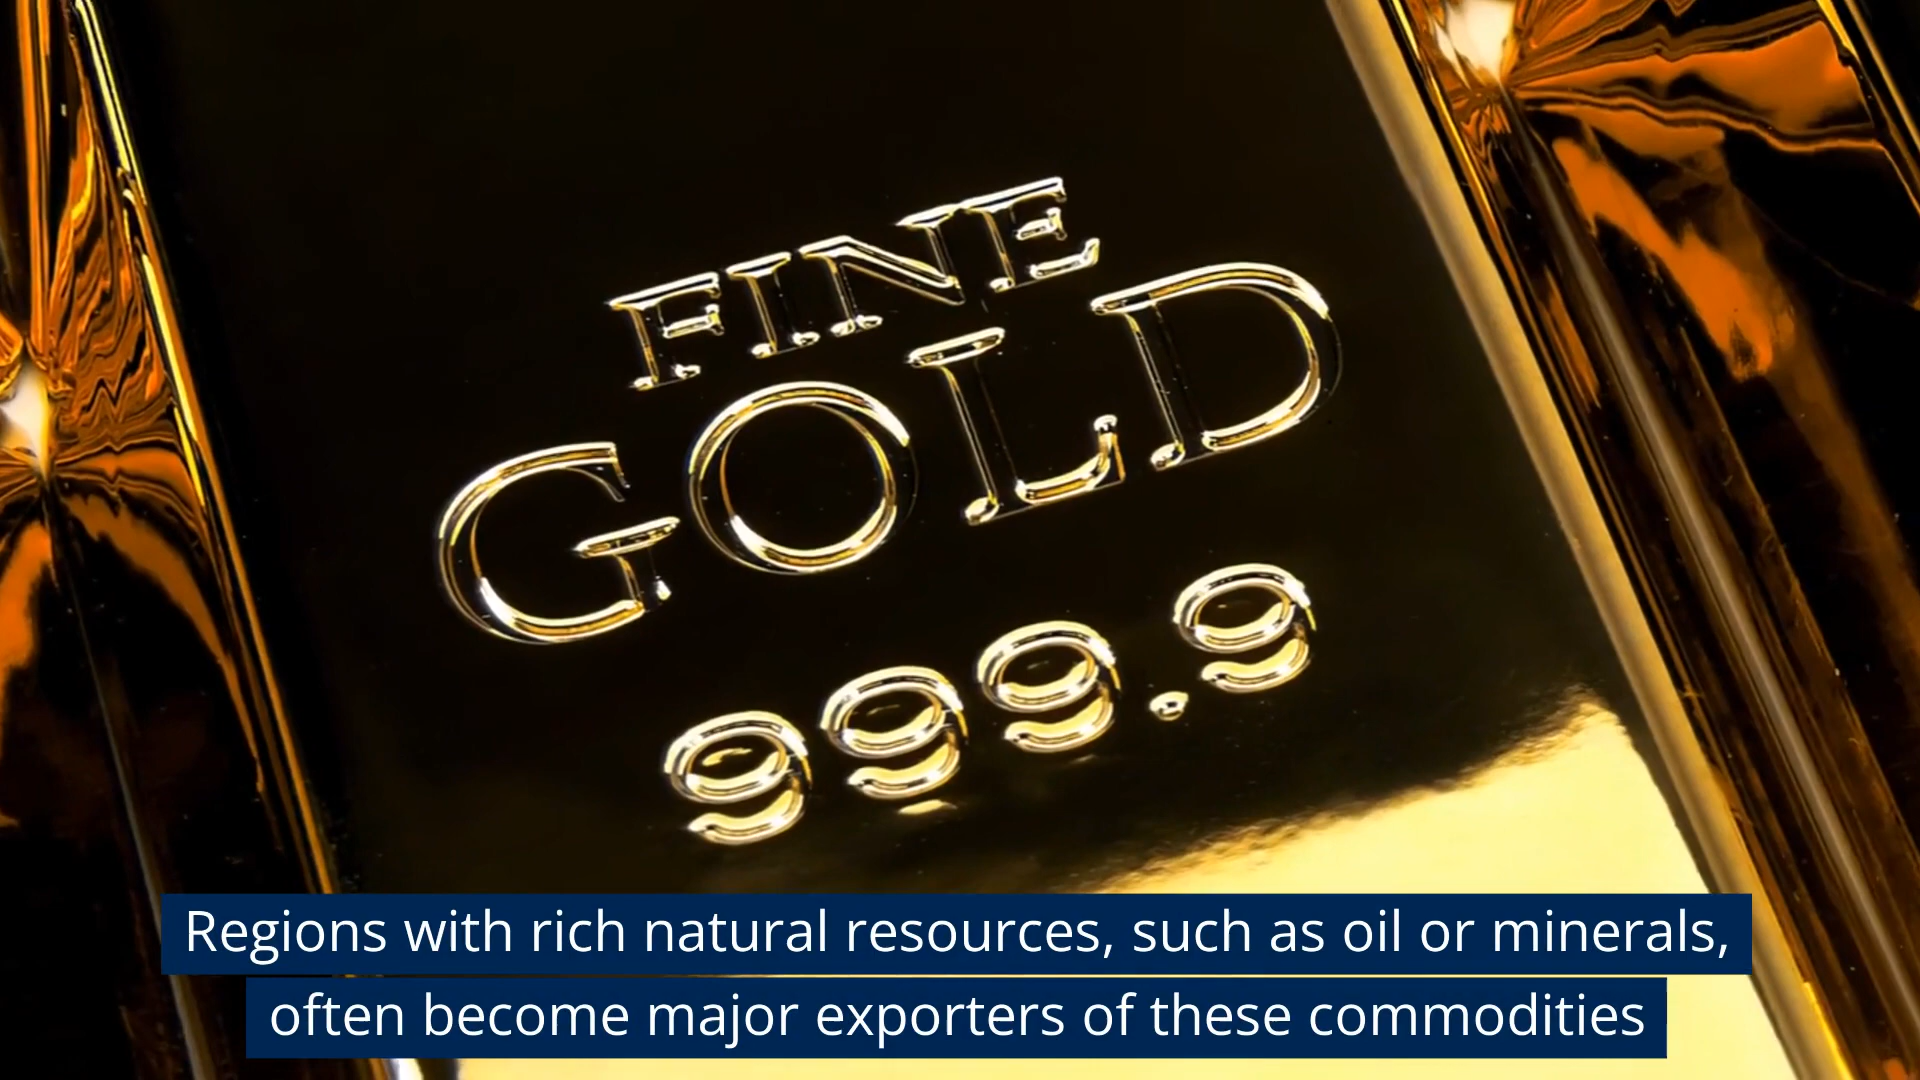 FINE
GOLD
999.9
Regions with rich natural resources, such as oil or minerals,
often become major exporters of these commodities